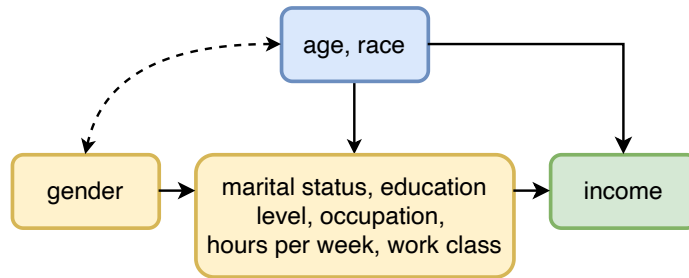 age, race
gender
marital status, education
level, occupation,
hours per week, work class
income